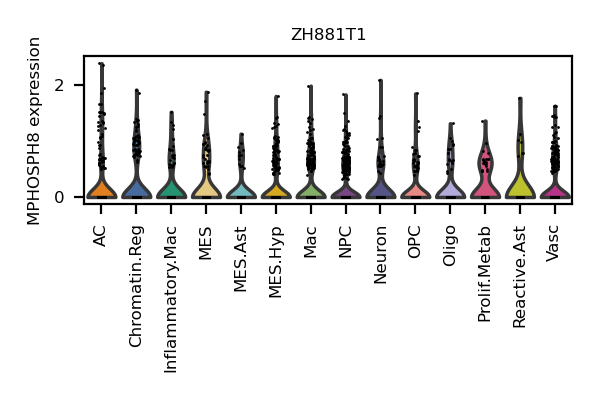 ZH881T1
MPHOSPH8 expression
2
0
AC
Chromatin.Reg
Inflammatory.Mac
MES
MES.Ast
MES.Hyp
Mac
NPC
Neuron
OPC
Oligo
Prolif.Metab
Reactive.Ast
Vasc